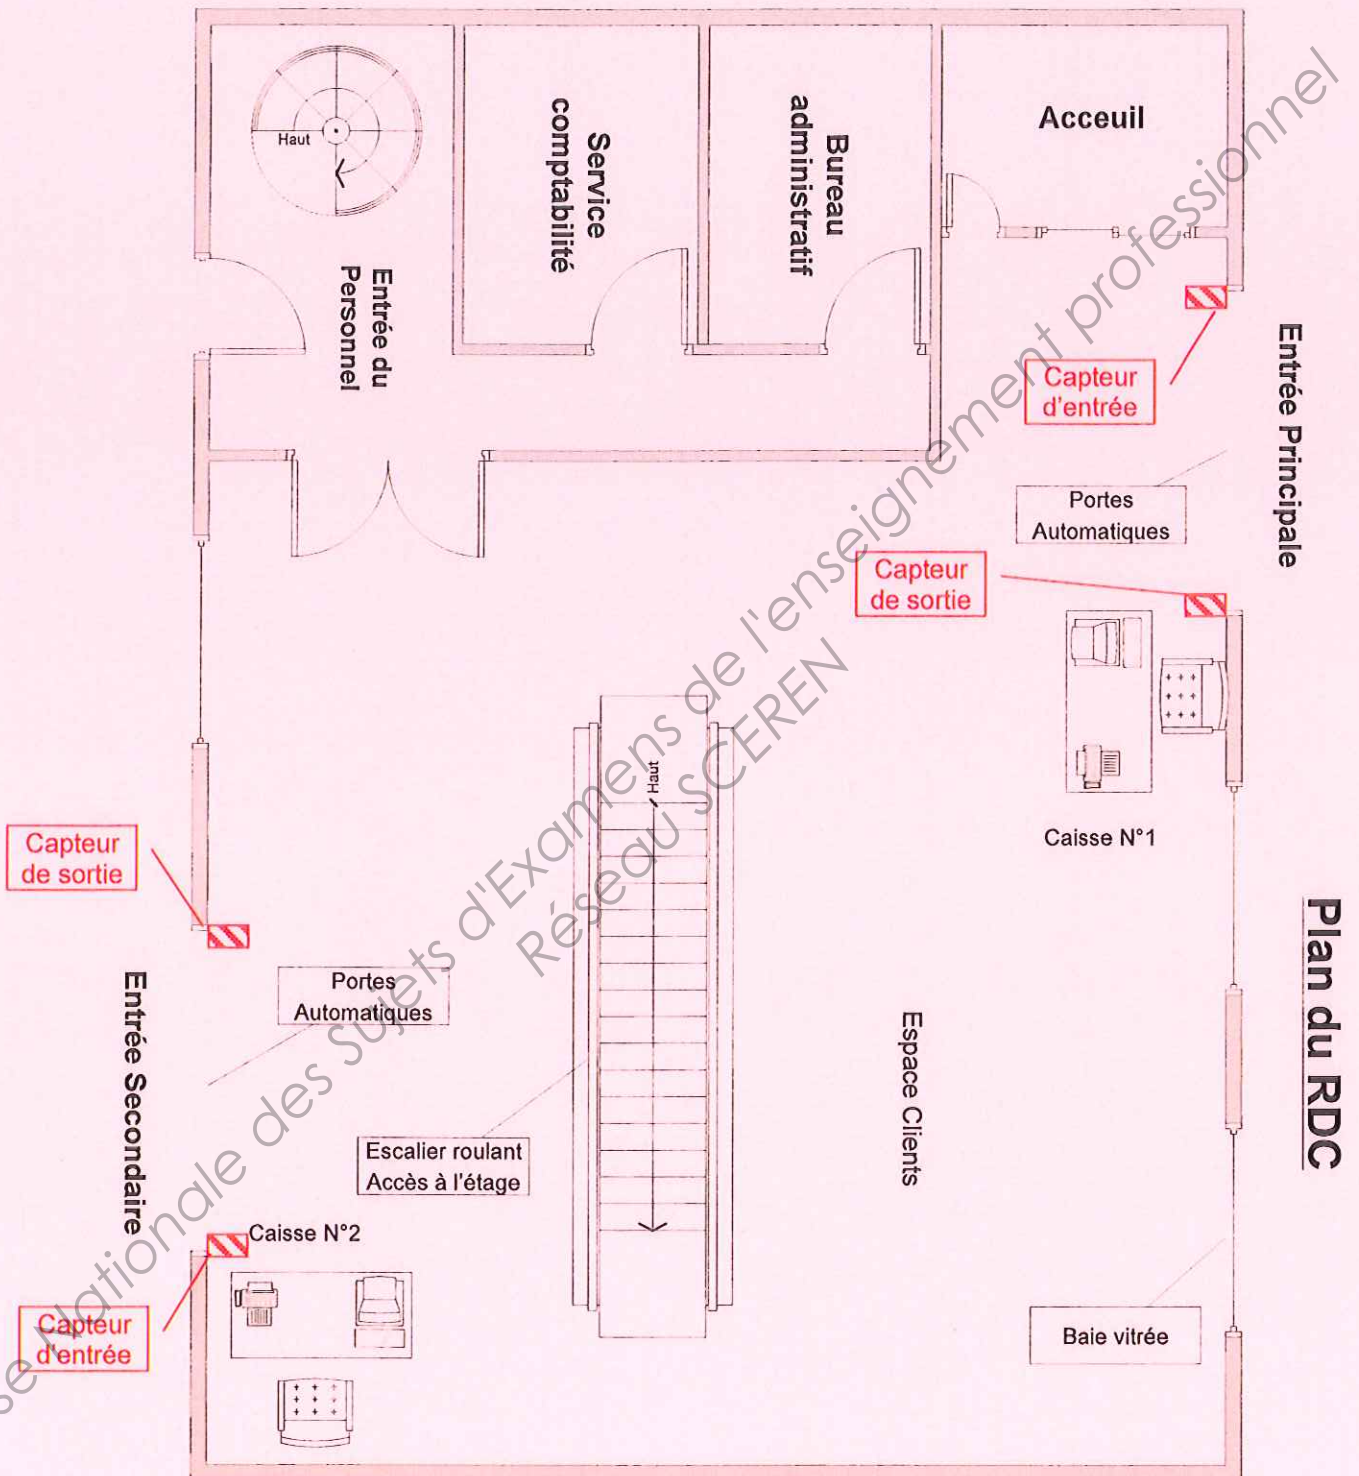 Plan du RDC
Entrée Principale
Acceuil
Bureau
administratif
Service
comptabilité
Haut
Entrée du
Personnel
Capteur
d'entrée
Portes
Automatiques
Capteur
de sortie
Caisse N°1
Haut
Capteur
de sortie
Portes
Automatiques
Entrée Secondaire
Espace Clients
Escalier roulant
Accès à l'étage
Caisse N°2
Capteur
d'entrée
Baie vitrée
Nationale des Sujets d'Examens de l'enseignement professionnel
Réseau SCEREN